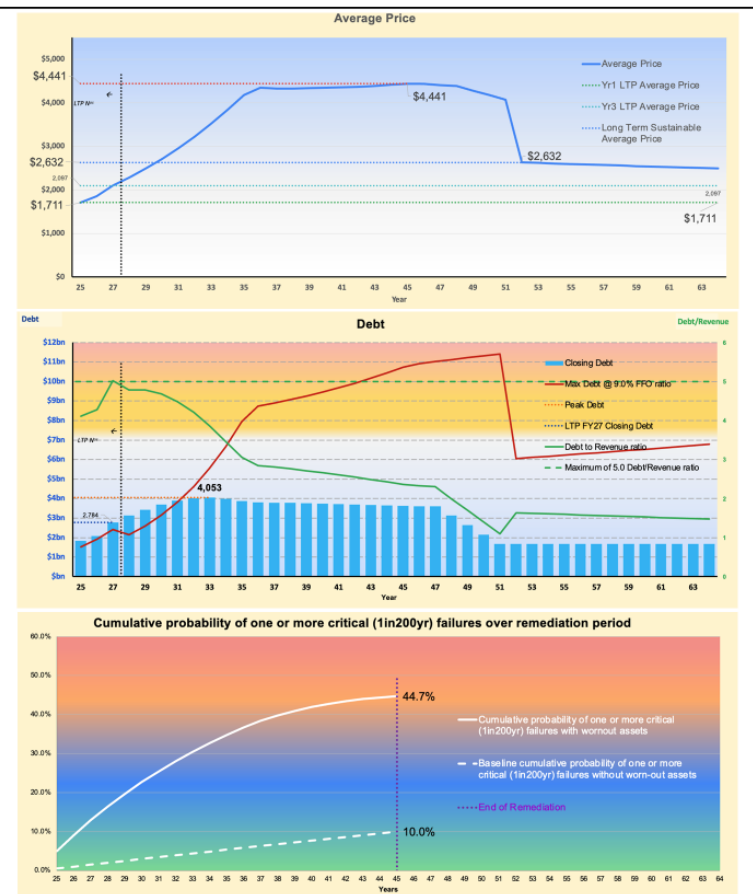 Average Price
$5,000
$4,441
$4,000
$3,000
$2,632
2,097
$2,000
$1,711
$1,000
$0
$4,441
$2,632
2,097
$1,711
Average Price
Yr1 LTP Average Price
Yr3 LTP Average Price
Long Term Sustainable
Average Price
25 27 29 31 33 35 37 39 41 43 45 47 49 51 53 55 57 59 61 63
Year
Debt
Debt
Debt/Revenue
$12bn
$11bn
$10bn
$9bn
$8bn
$7bn
$6bn
$5bn
$4bn
$3bn
$2bn
$1bn
$bn
6
5
4
3
2
1
0
4,053
2,784
Closing Debt
Max Debt @ 9.0% FFO ratio
Peak Debt
LTP FY27 Closing Debt
Debt to Revenue ratio
Maximum of 5.0 Debt/Revenue ratio
25 27 29 31 33 35 37 39 41 43 45 47 49 51 53 55 57 59 61 63
Year
Cumulative probability of one or more critical (1in200yr) failures over remediation period
60.0%
50.0%
40.0%
30.0%
20.0%
10.0%
0.0%
44.7%
10.0%
Cumulative probability of one or more critical
(1in200yr) failures with wornout assets
Baseline cumulative probability of one or more
critical (1in200yr) failures without worn-out assets
End of Remediation
25 26 27 28 29 30 31 32 33 34 35 36 37 38 39 40 41 42 43 44 45 46 47 48 49 50 51 52 53 54 55 56 57 58 59 60 61 62 63 64
Years